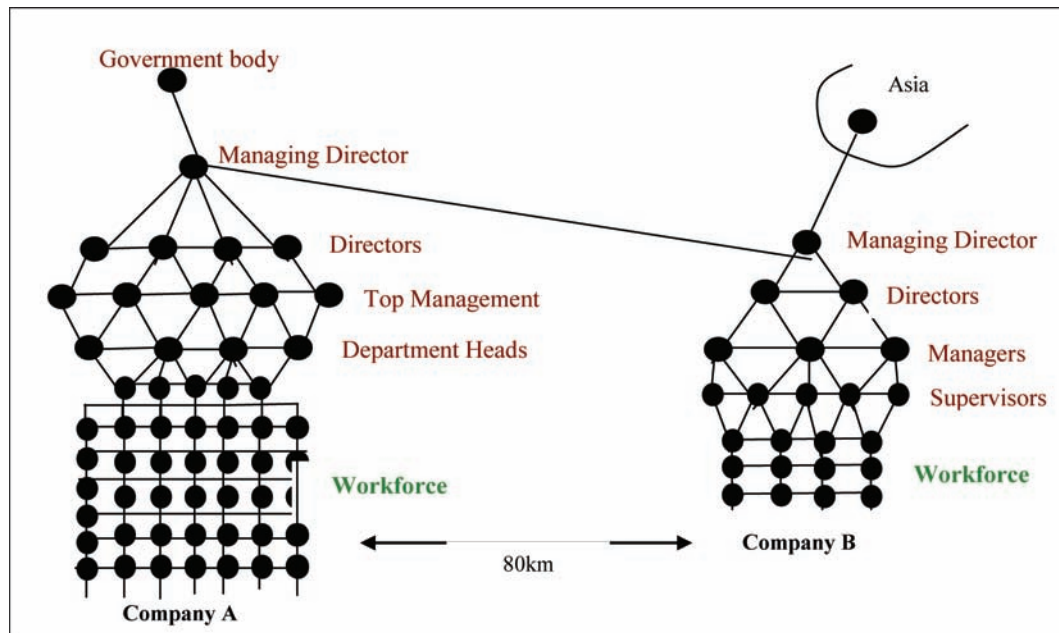 Government body
Asia
Managing Director
Managing Director
Directors
Directors
Top Management
Department Heads
Managers
Supervisors
Workforce
Workforce
80km
Company B
Company A